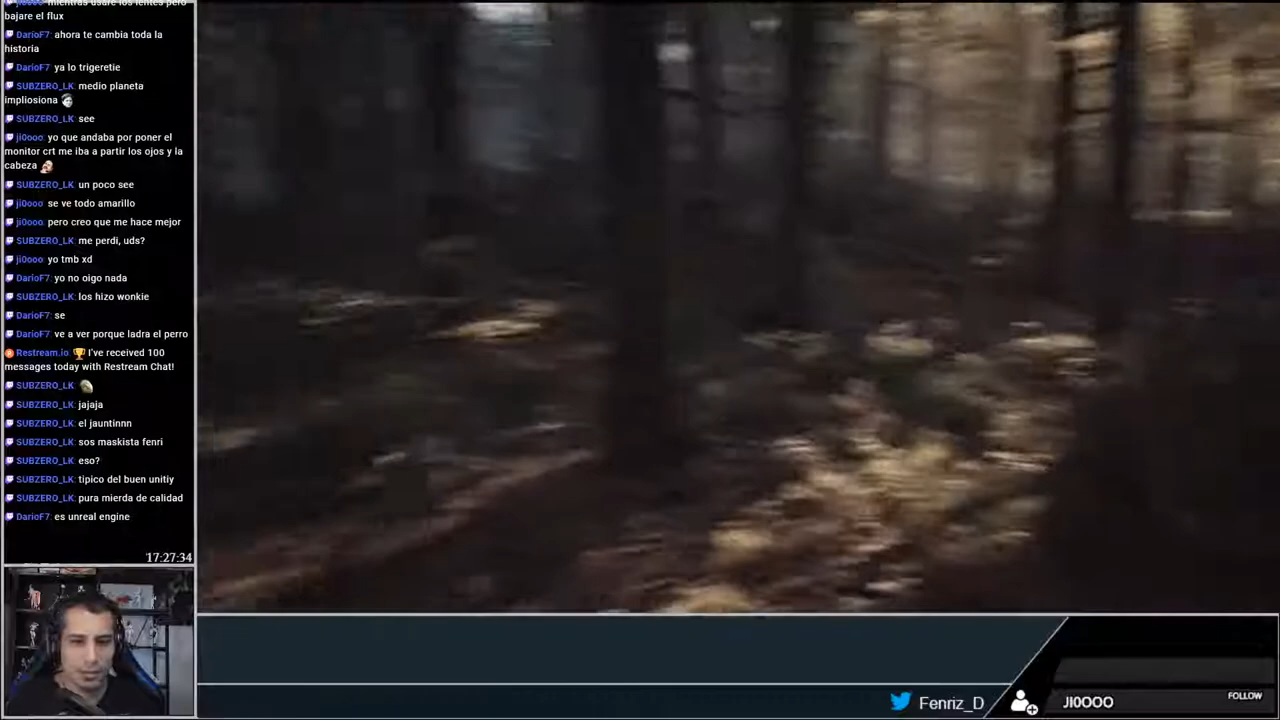 ji0ooo: mientras usare los lentes pero
bajare el flux
DarioF7: ahora te cambia toda la
historia
DarioF7: ya lo trigeretie
SUBZERO_LK: medio planeta
impliosiona
SUBZERO_LK: see
ji0ooo: yo que andaba por poner el
monitor crt me iba a partir los ojos y la
cabeza
SUBZERO_LK: un poco see
ji0ooo: se ve todo amarillo
ji0ooo: pero creo que me hace mejor
SUBZERO_LK: me perdi, uds?
ji0ooo: yo tmb xd
DarioF7: yo no oigo nada
SUBZERO_LK: los hizo wonkie
DarioF7: se
DarioF7: ve a ver porque ladra el perro
Restream.io: I've received 100
messages today with Restream Chat!
SUBZERO_LK:
SUBZERO_LK: jajaja
SUBZERO_LK: el jauntinnn
SUBZERO_LK: sos maskista fenri
SUBZERO_LK: eso?
SUBZERO_LK: tipico del buen unitiy
SUBZERO_LK: pura mierda de calidad
DarioF7: es unreal engine
17:27:34
Fenriz_D
JI0OOO
FOLLOW